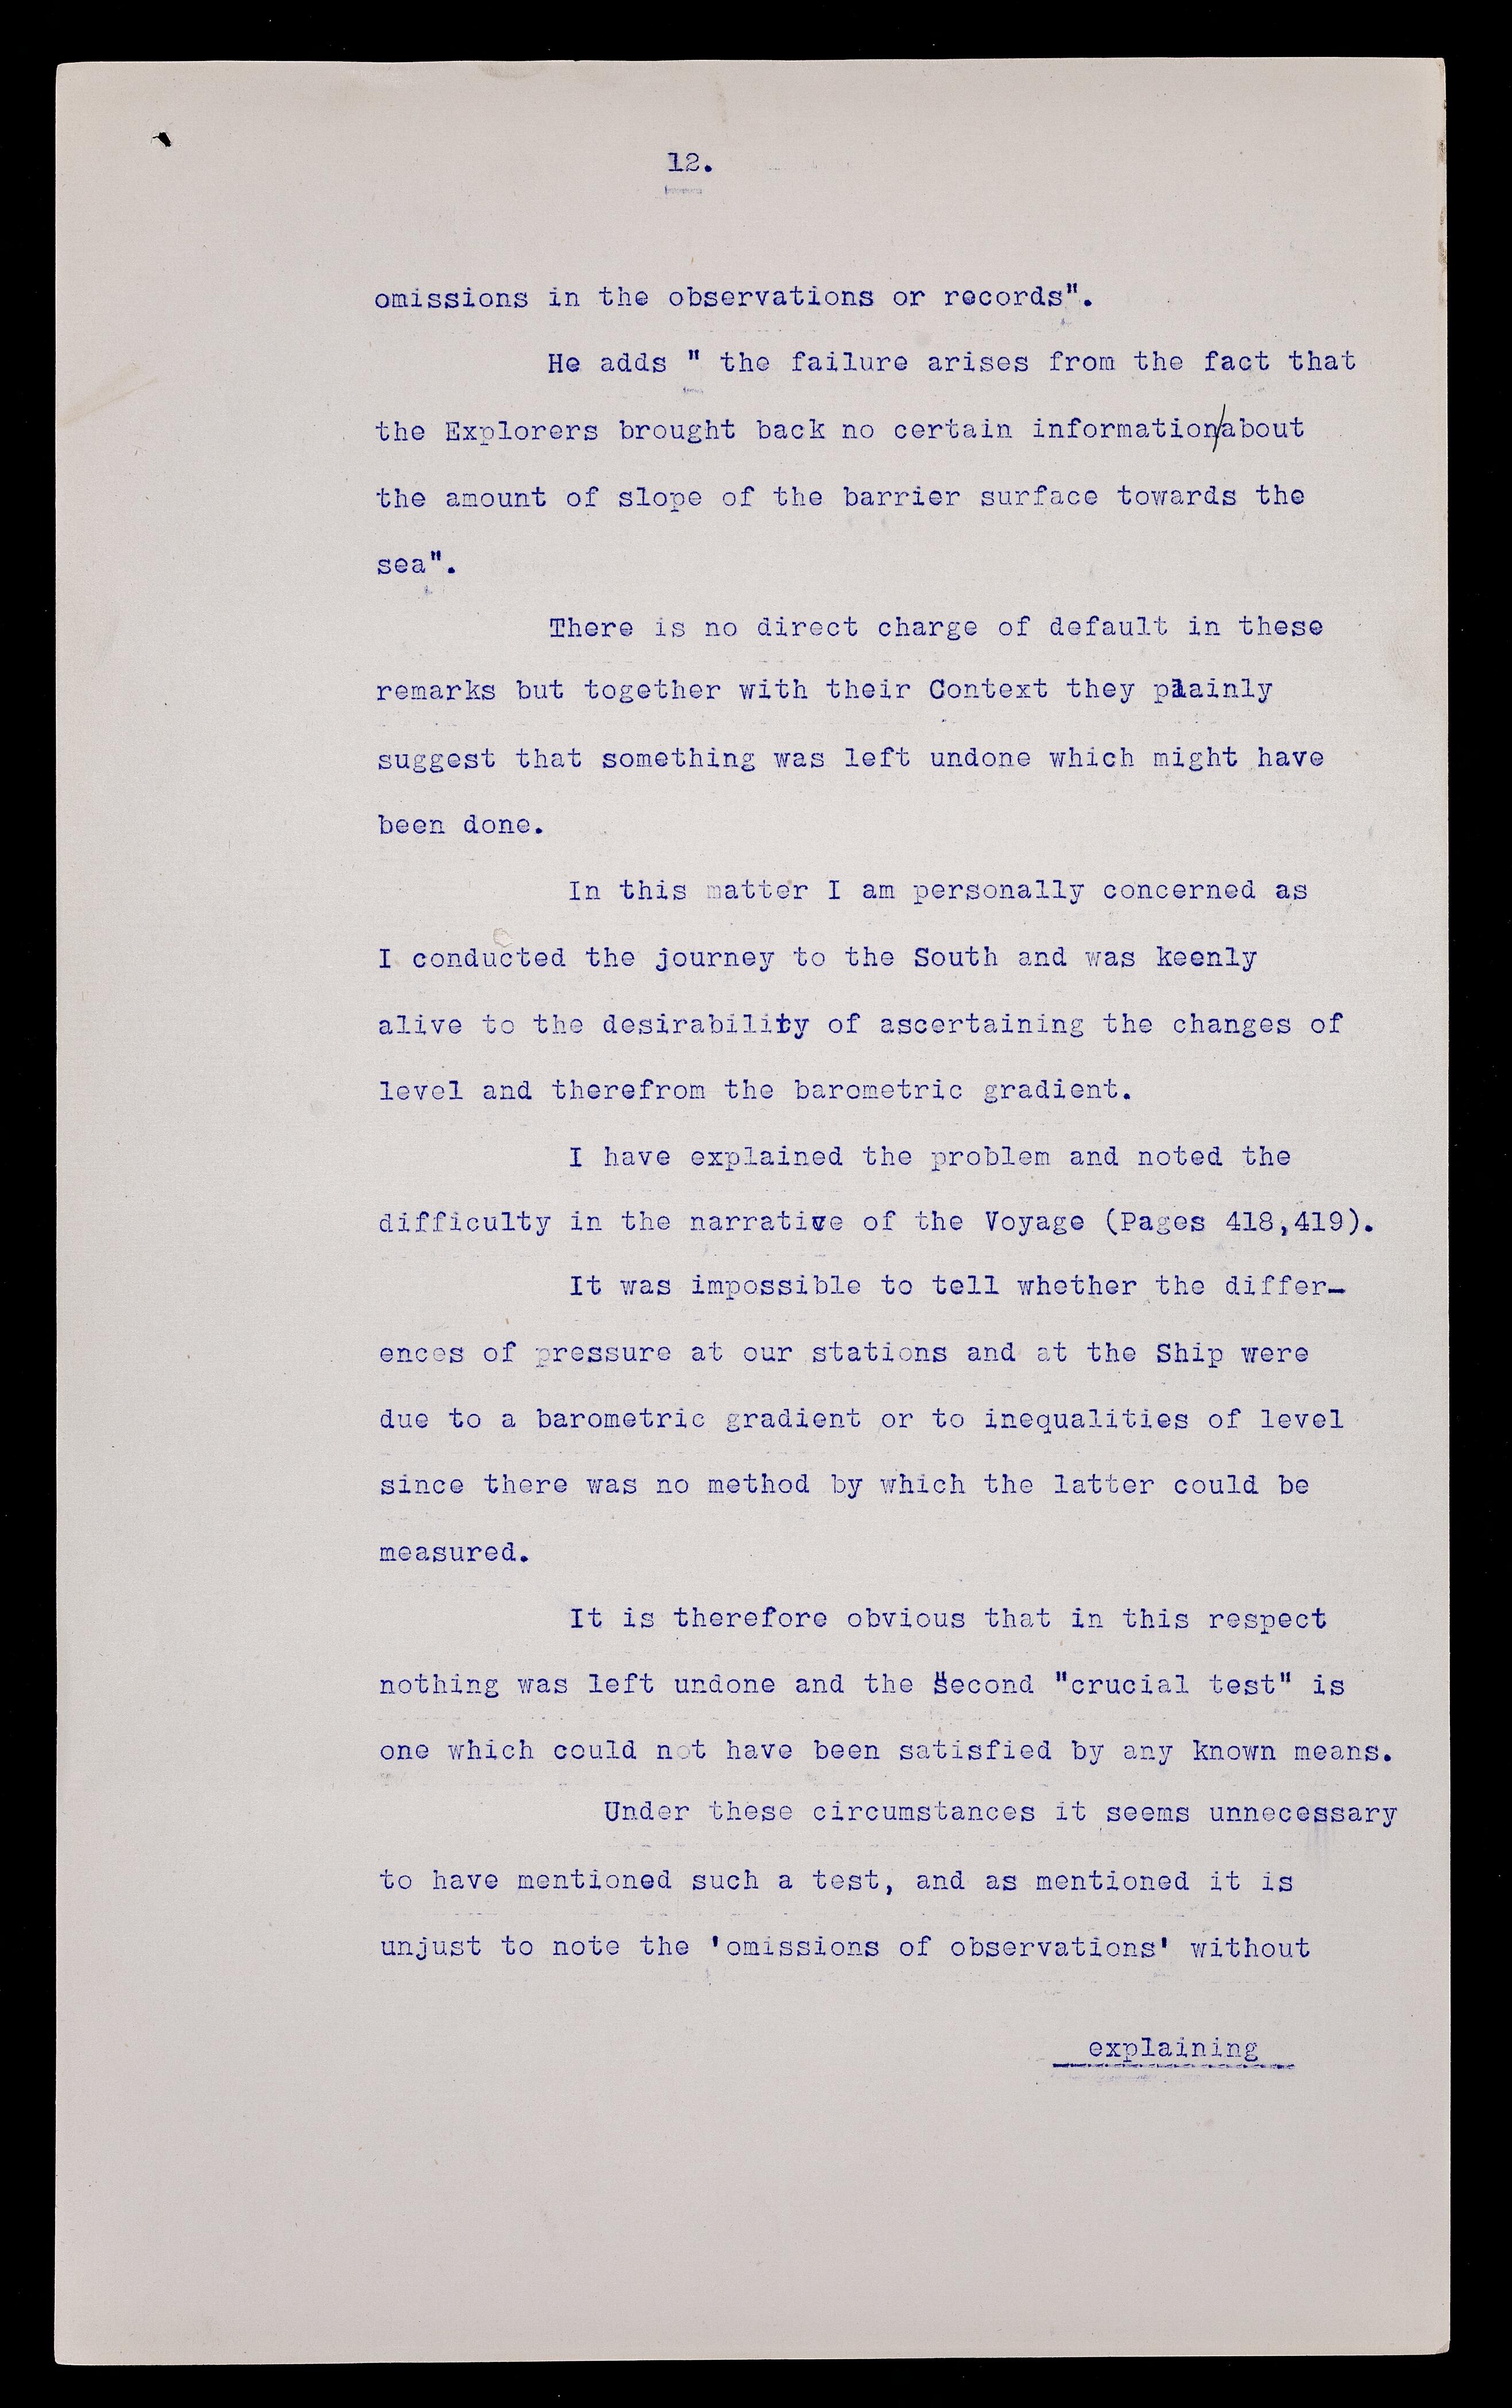 12.
omissions in the observations or records".
He adds " the failure arises from the fact that
the Explorers brought back no certain information/about
the amount of slope of the barrier surface towards the
sea".
There is no direct charge of default in these
remarks but together with their Context they plainly
suggest that something was left undone which might have
been done.
In this matter I am personally concerned as
I conducted the journey to the South and was keenly
alive to the desirability of ascertaining the changes of
level and therefrom the barometric gradient.
I have explained the problem and noted the
difficulty in the narrative of the Voyage (Pages 418,419).
It was impossible to tell whether the differ-
ences of pressure at our stations and at the Ship were
due to a barometric gradient or to inequalities of level
since there was no method by which the latter could be
measured.
It is therefore obvious that in this respect
nothing was left undone and the Second "crucial test" is
one which could not have been satisfied by any known means.
Under these circumstances it seems unnecessary
to have mentioned such a test, and as mentioned it is
unjust to note the 'omissions of observations' without
explaining